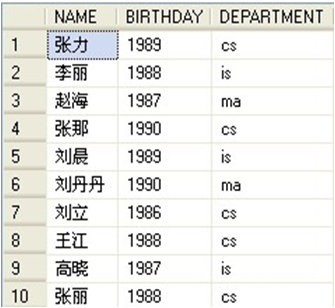 NAME BIRTHDAY DEPARTMENT
1 张力 1989 cs
2 李丽 1988 is
3 赵海 1987 ma
4 张那 1990 cs
5 刘晨 1989 is
6 刘丹丹 1990 ma
7 刘立 1986 cs
8 王江 1988 cs
9 高晓 1987 is
10 张丽 1988 cs